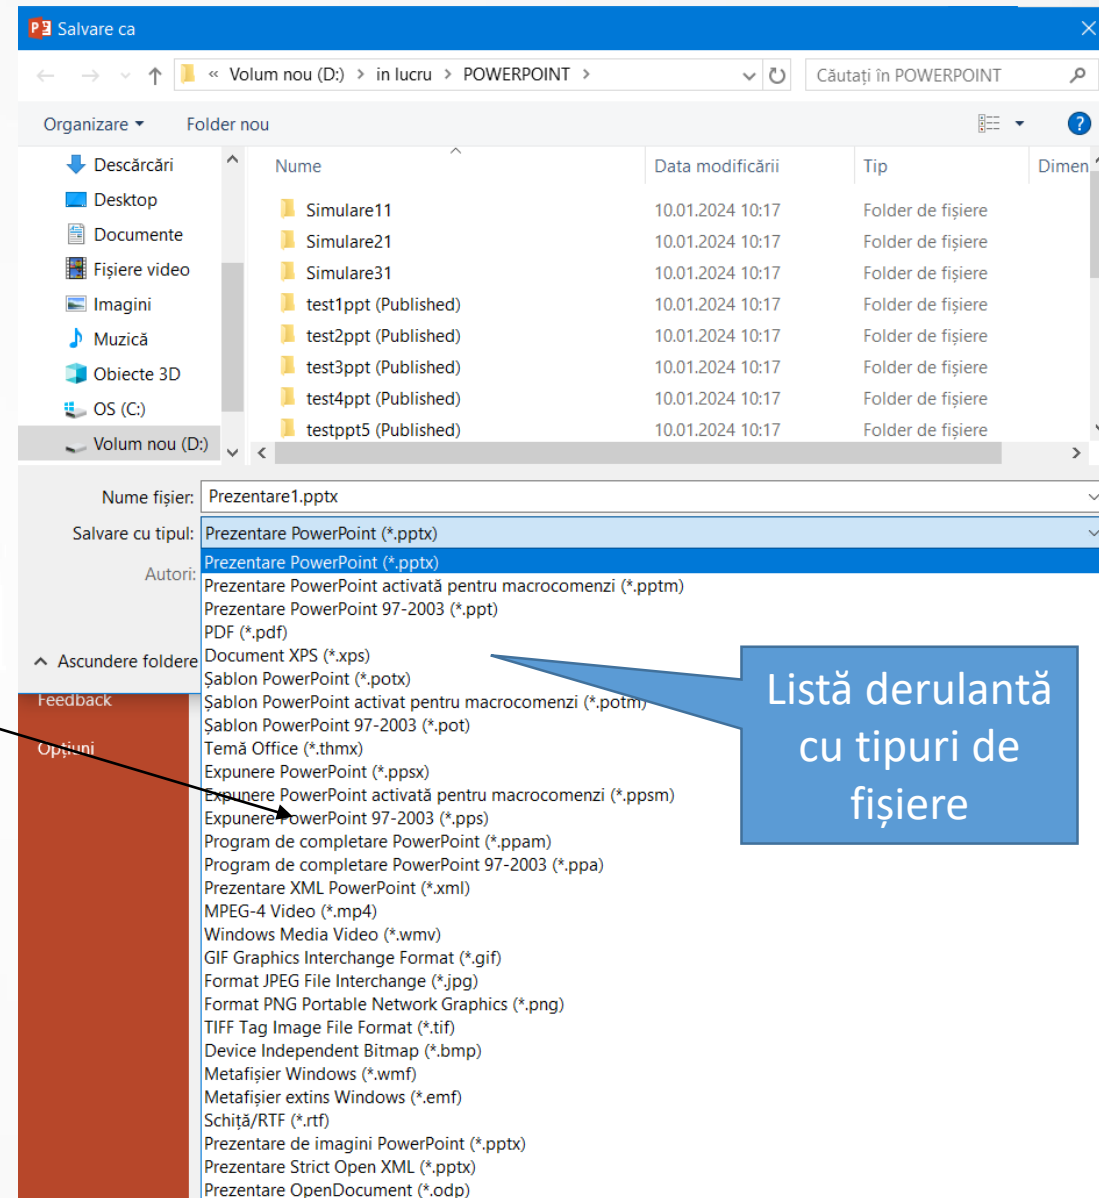 Salvare ca
« Volum nou (D:) > in lucru > POWERPOINT >
Căutați în POWERPOINT
Organizare
Folder nou
Nume Data modificării Tip Dimen
Descărcări
Desktop
Documente
Fișiere video
Imagini
Muzică
Obiecte 3D
OS (C:)
Volum nou (D:)
Simulare11 10.01.2024 10:17 Folder de fișiere
Simulare21 10.01.2024 10:17 Folder de fișiere
Simulare31 10.01.2024 10:17 Folder de fișiere
test1ppt (Published) 10.01.2024 10:17 Folder de fișiere
test2ppt (Published) 10.01.2024 10:17 Folder de fișiere
test3ppt (Published) 10.01.2024 10:17 Folder de fișiere
test4ppt (Published) 10.01.2024 10:17 Folder de fișiere
testppt5 (Published) 10.01.2024 10:17 Folder de fișiere
Nume fișier: Prezentare1.pptx
Salvare cu tipul: Prezentare PowerPoint (*.pptx)
Autori:
Ascundere foldere
Feedback
Opțiuni
Prezentare PowerPoint (*.pptx)
Prezentare PowerPoint activată pentru macrocomenzi (*.pptm)
Prezentare PowerPoint 97-2003 (*.ppt)
PDF (*.pdf)
Document XPS (*.xps)
Șablon PowerPoint (*.potx)
Șablon PowerPoint activat pentru macrocomenzi (*.potm)
Șablon PowerPoint 97-2003 (*.pot)
Temă Office (*.thmx)
Expunere PowerPoint (*.ppsx)
Expunere PowerPoint activată pentru macrocomenzi (*.ppsm)
Expunere PowerPoint 97-2003 (*.pps)
Program de completare PowerPoint (*.ppam)
Program de completare PowerPoint 97-2003 (*.ppa)
Prezentare XML PowerPoint (*.xml)
MPEG-4 Video (*.mp4)
Windows Media Video (*.wmv)
GIF Graphics Interchange Format (*.gif)
Format JPEG File Interchange (*.jpg)
Format PNG Portable Network Graphics (*.png)
TIFF Tag Image File Format (*.tif)
Device Independent Bitmap (*.bmp)
Metafișier Windows (*.wmf)
Metafișier extins Windows (*.emf)
Schiță/RTF (*.rtf)
Prezentare de imagini PowerPoint (*.pptx)
Prezentare Strict Open XML (*.pptx)
Prezentare OpenDocument (*.odp)
Listă derulantă
cu tipuri de
fișiere